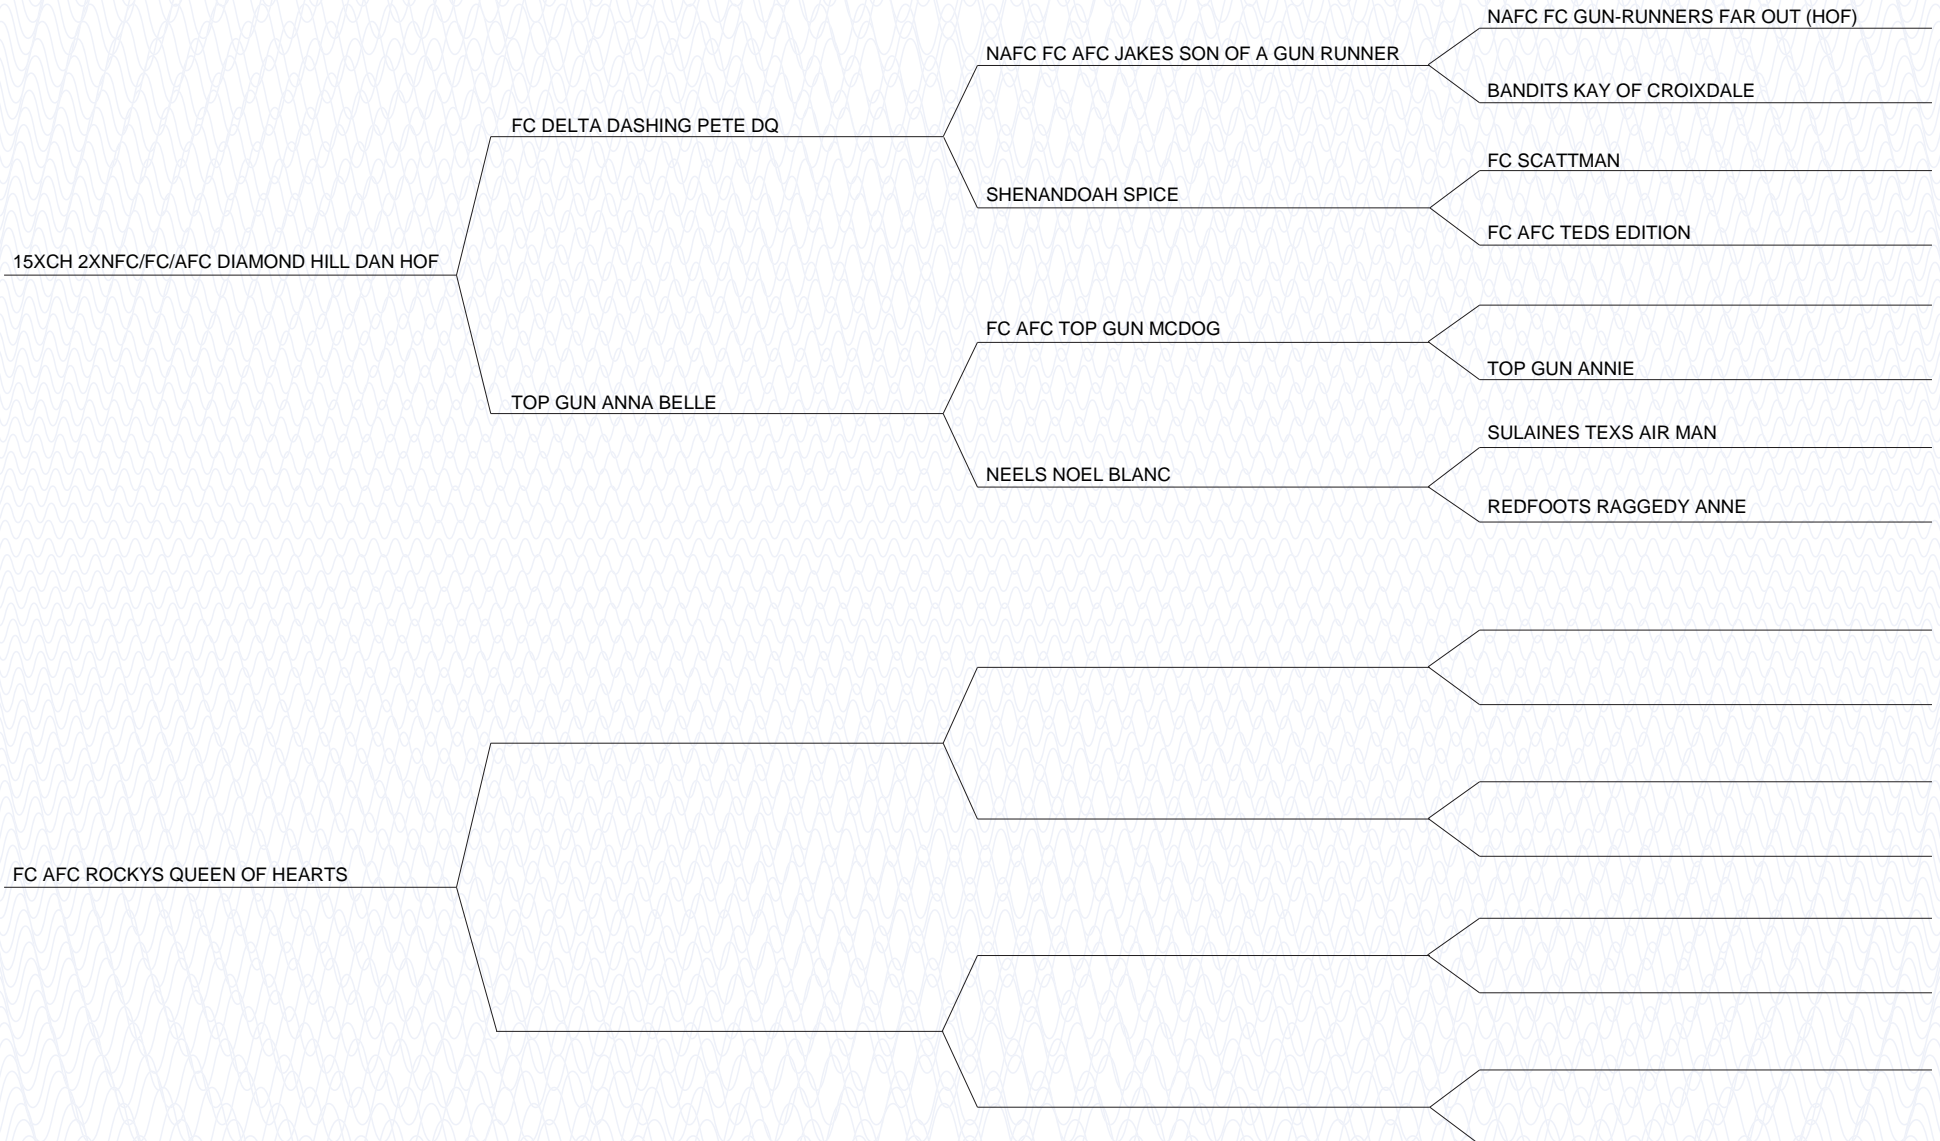 NAFC FC GUN-RUNNERS FAR OUT (HOF)
NAFC FC AFC JAKES SON OF A GUN RUNNER
BANDITS KAY OF CROIXDALE
FC DELTA DASHING PETE DQ
FC SCATTMAN
SHENANDOAH SPICE
FC AFC TEDS EDITION
15XCH 2XNFC/FC/AFC DIAMOND HILL DAN HOF
FC AFC TOP GUN MCDOG
TOP GUN ANNIE
TOP GUN ANNA BELLE
SULAINES TEXS AIR MAN
NEELS NOEL BLANC
REDFOOTS RAGGEDY ANNE
FC AFC ROCKYS QUEEN OF HEARTS